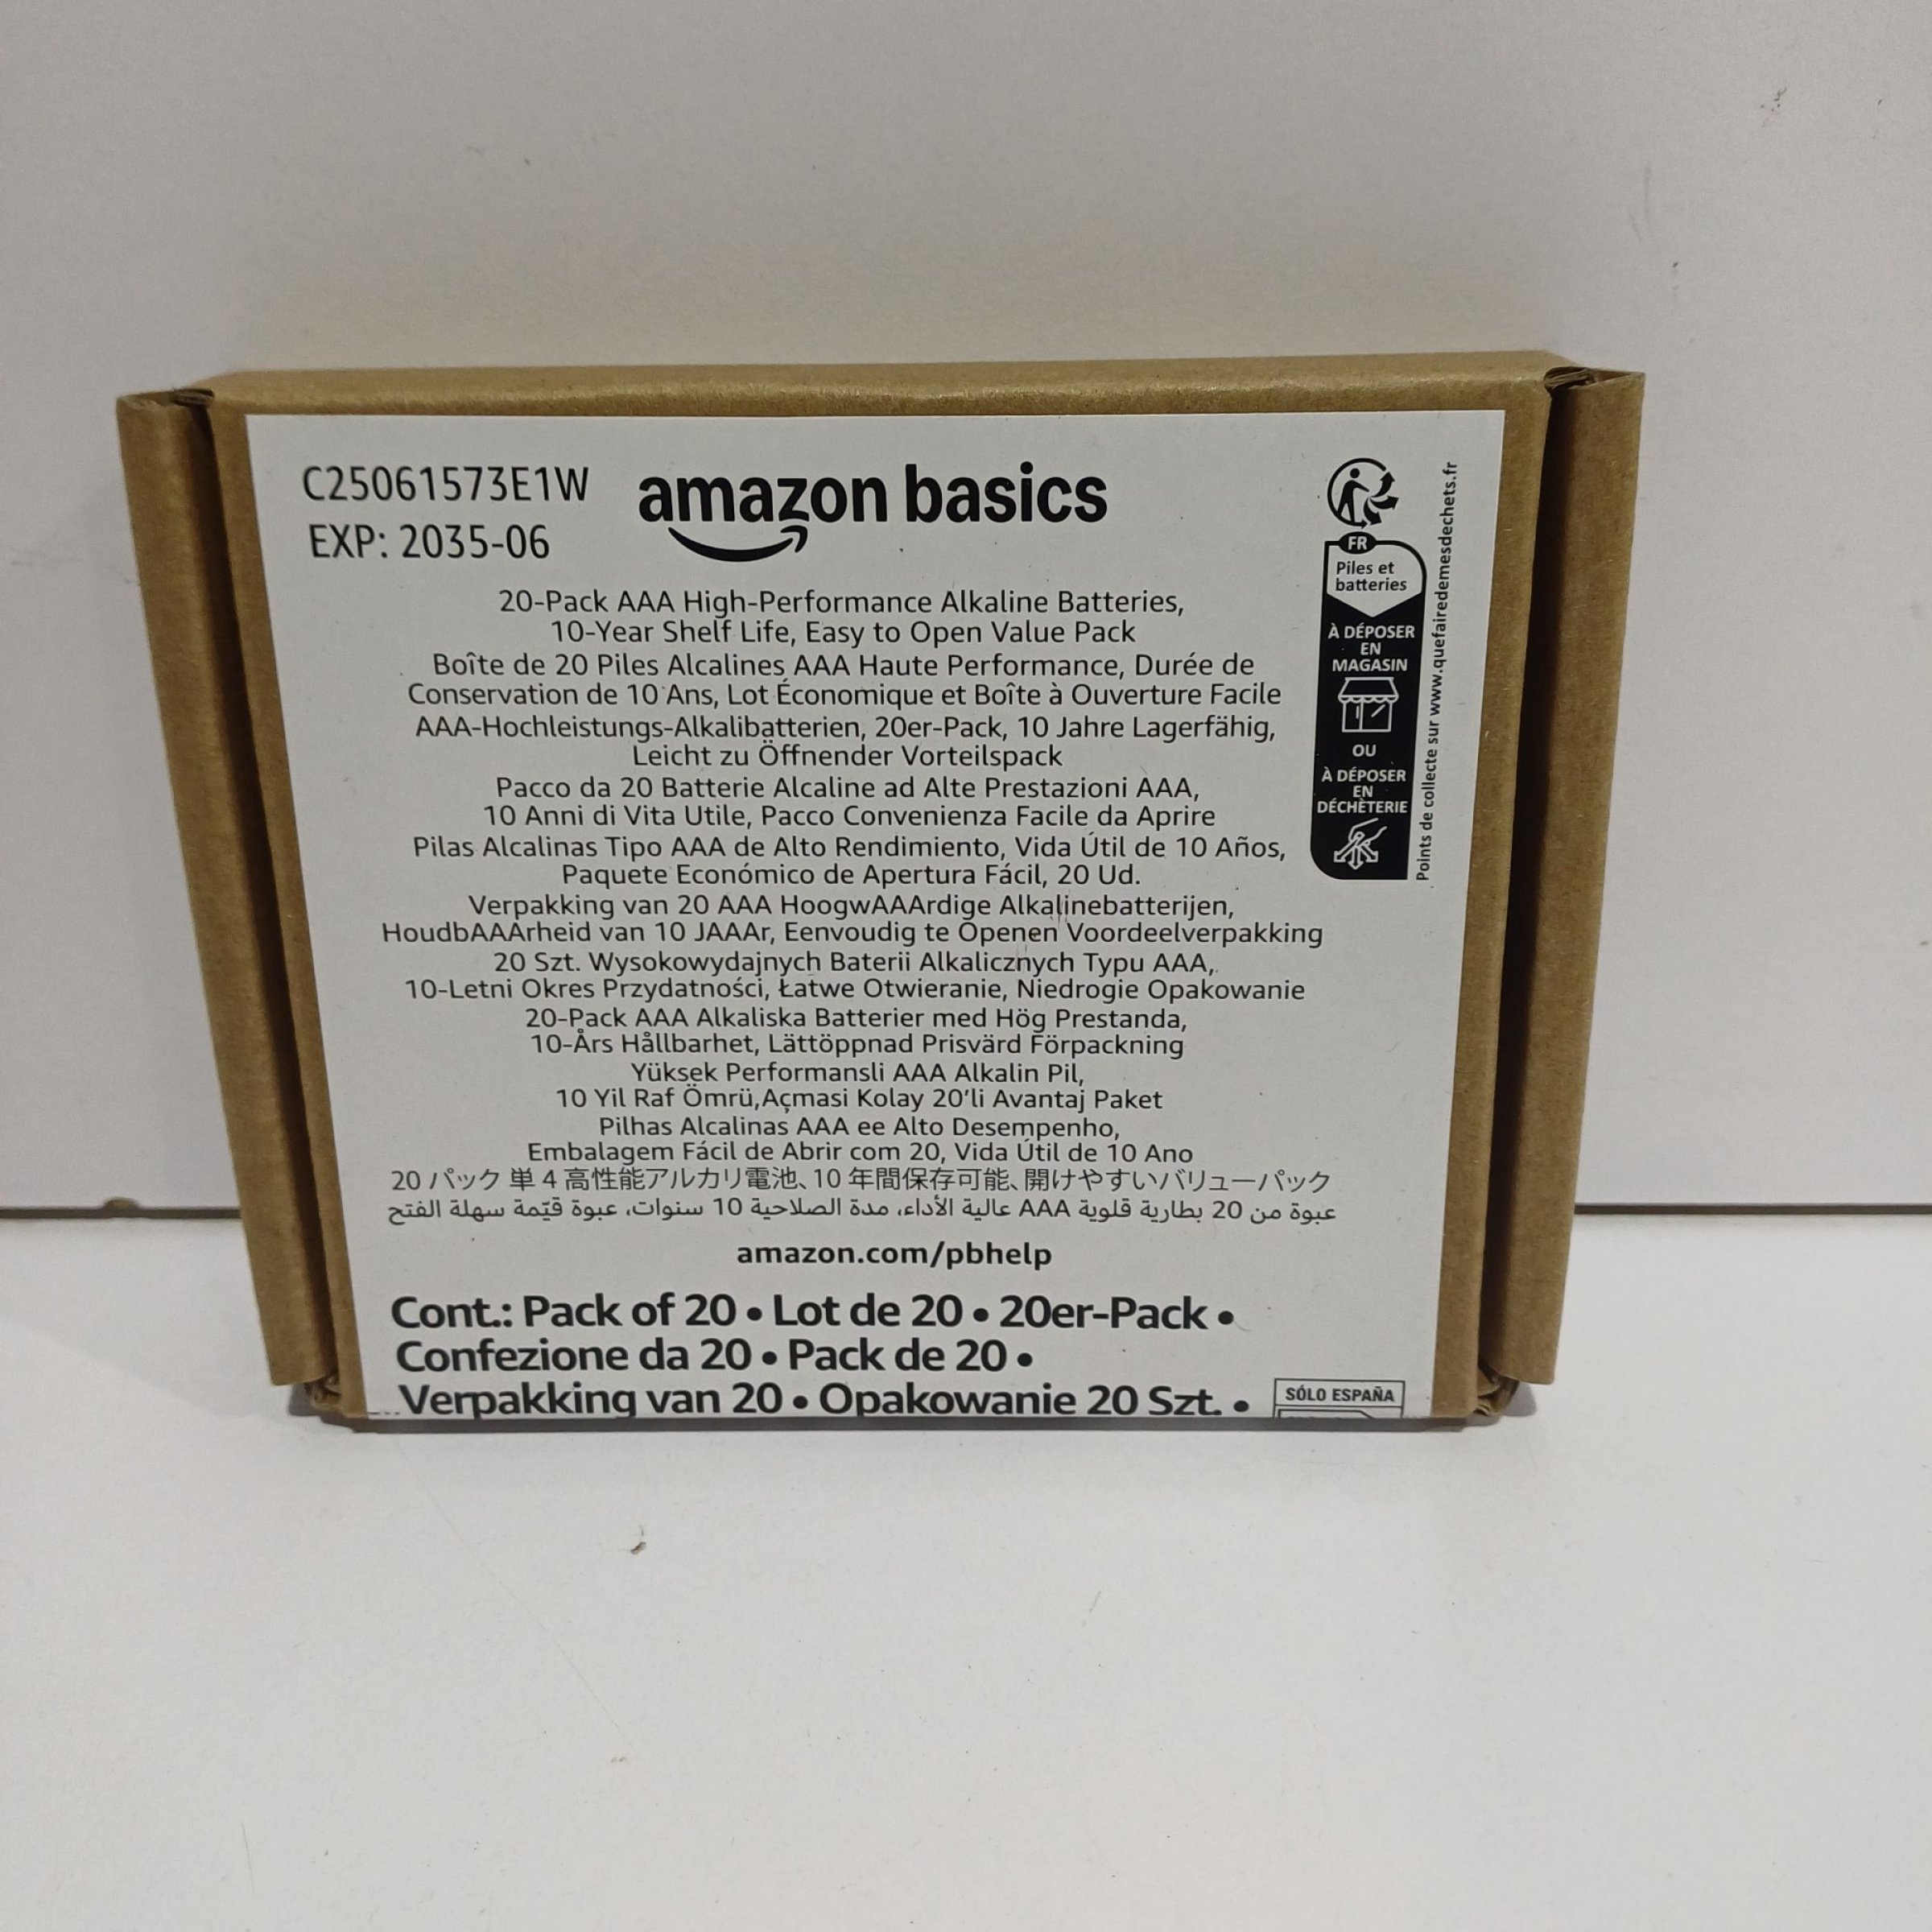 C25061573E1W
EXP: 2035-06
amazon basics
20-Pack AAA High-Performance Alkaline Batteries,
10-Year Shelf Life, Easy to Open Value Pack
Boîte de 20 Piles Alcalines AAA Haute Performance, Durée de
Conservation de 10 Ans, Lot Économique et Boîte à Ouverture Facile
AAA-Hochleistungs-Alkalibatterien, 20er-Pack, 10 Jahre Lagerfähig,
Leicht zu Öffnender Vorteilspack
Pacco da 20 Batterie Alcaline ad Alte Prestazioni AAA,
10 Anni di Vita Utile, Pacco Convenienza Facile da Aprire
Pilas Alcalinas Tipo AAA de Alto Rendimiento, Vida Útil de 10 Años,
Paquete Económico de Apertura Fácil, 20 Ud.
Verpakking van 20 AAA HoogwAAArdige Alkalinebatterijen,
HoudbAAArheid van 10 JAAAr, Eenvoudig te Openen Voordeelverpakking
20 Szt. Wysokowydajnych Baterii Alkalicznych Typu AAA,
10-Letni Okres Przydatności, Łatwe Otwieranie, Niedrogie Opakowanie
20-Pack AAA Alkaliska Batterier med Hög Prestanda,
10-Års Hållbarhet, Lättöppnad Prisvärd Förpackning
Yüksek Performansli AAA Alkalin Pil,
10 Yil Raf Ömrü,Açmasi Kolay 20'li Avantaj Paket
Pilhas Alcalinas AAA ee Alto Desempenho,
Embalagem Fácil de Abrir com 20, Vida Útil de 10 Ano
20 パック 単 4 高性能アルカリ電池、10 年間保存可能、開けやすいバリューパック
عبوة من 20 بطارية قلوية AAA عالية الأداء، مدة الصلاحية 10 سنوات، عبوة قيّمة سهلة الفتح
amazon.com/pbhelp
Cont.: Pack of 20 • Lot de 20 • 20er-Pack •
Confezione da 20 • Pack de 20 •
Verpakking van 20 • Opakowanie 20 Szt. •
SÓLO ESPAÑA
FR
Piles et
batteries
À DÉPOSER
EN
MAGASIN
OU
À DÉPOSER
EN
DÉCHÈTERIE
Points de collecte sur www.quefairedemesdechets.fr